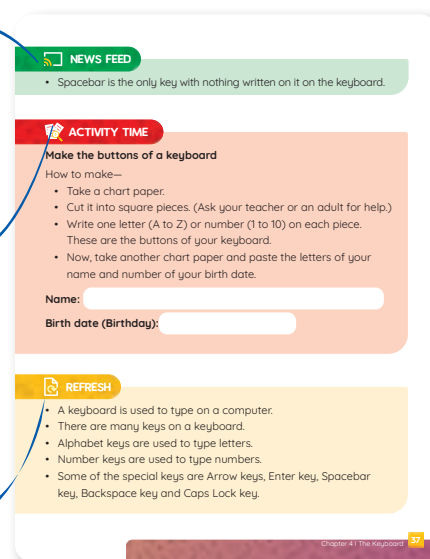 NEWS FEED
• Spacebar is the only key with nothing written on it on the keyboard.
ACTIVITY TIME
Make the buttons of a keyboard
How to make—
• Take a chart paper.
• Cut it into square pieces. (Ask your teacher or an adult for help.)
• Write one letter (A to Z) or number (1 to 10) on each piece.
These are the buttons of your keyboard.
• Now, take another chart paper and paste the letters of your
name and number of your birth date.
Name:
Birth date (Birthday):
REFRESH
• A keyboard is used to type on a computer.
• There are many keys on a keyboard.
• Alphabet keys are used to type letters.
• Number keys are used to type numbers.
• Some of the special keys are Arrow keys, Enter key, Spacebar
key, Backspace key and Caps Lock key.
Chapter 4 I The Keyboard 37